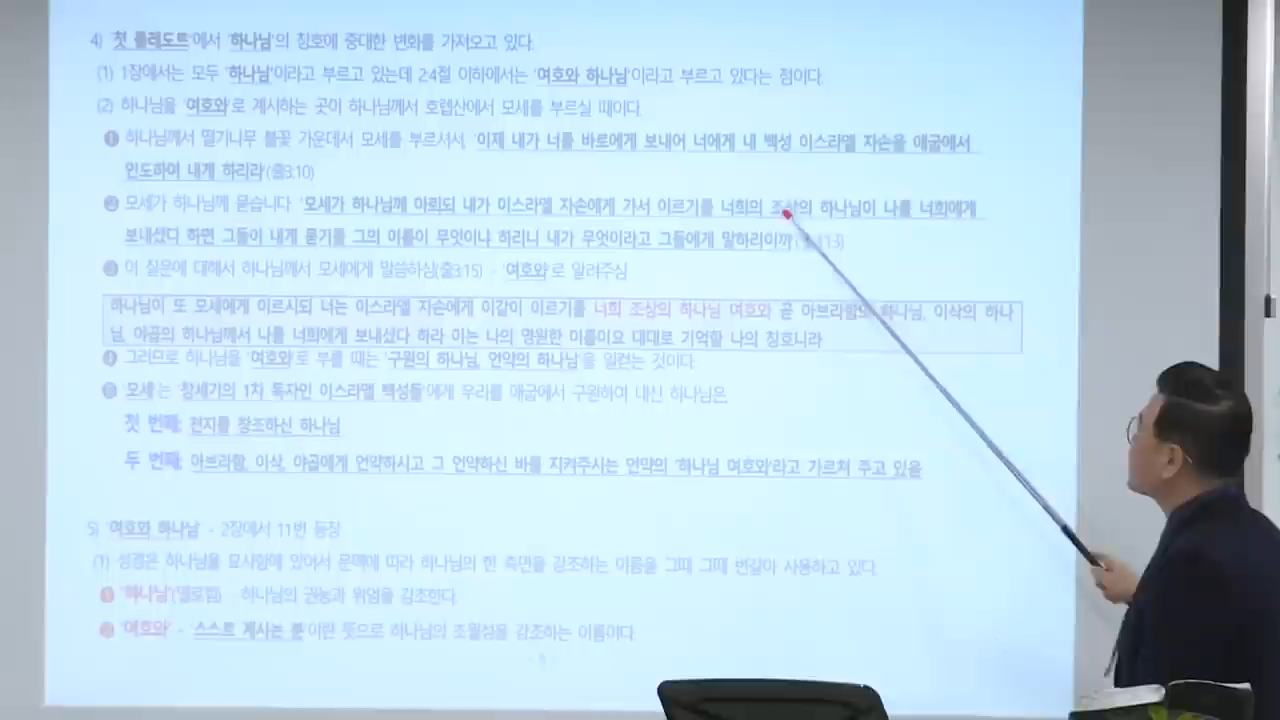 4) '첫 톨레도트'에서 '하나님'의 칭호에 중대한 변화를 가져오고 있다.
(1) 1장에서는 모두 '하나님'이라고 부르고 있는데 2:4절 이하에서는 '여호와 하나님'이라고 부르고 있다는 점이다.
(2) 하나님을 '여호와'로 계시하는 곳이 하나님께서 호렙산에서 모세를 부르실 때이다.
❶ 하나님께서 떨기나무 불꽃 가운데서 모세를 부르셔서, '이제 내가 너를 바로에게 보내어 너에게 내 백성 이스라엘 자손을 애굽에서
인도하여 내게 하리라'(출3:10)
❷ 모세가 하나님께 묻습니다. '모세가 하나님께 아뢰되 내가 이스라엘 자손에게 가서 이르기를 너희의 조상의 하나님이 나를 너희에게
보내셨다 하면 그들이 내게 묻기를 그의 이름이 무엇이냐 하리니 내가 무엇이라고 그들에게 말하리이까'
❸ 이 질문에 대해서 하나님께서 모세에게 말씀하심(출3:15) - '여호와'로 알려주심
하나님이 또 모세에게 이르시되 너는 이스라엘 자손에게 이같이 이르기를 너희 조상의 하나님 여호와 곧 아브라함의 하나님, 이삭의 하나
님, 야곱의 하나님께서 나를 너희에게 보내셨다 하라 이는 나의 영원한 이름이요 대대로 기억할 나의 칭호니라
❹ 그러므로 하나님을 '여호와'로 부를 때는 '구원의 하나님, 언약의 하나님'을 일컫는 것이다.
❺ '모세'는 '창세기의 1차 독자인 이스라엘 백성들'에게 우리를 애굽에서 구원하여 내신 하나님은,
첫 번째: 천지를 창조하신 하나님
두 번째: 아브라함, 이삭, 야곱에게 언약하시고 그 언약하신 바를 지켜주시는 언약의 '하나님 여호와'라고 가르쳐 주고 있음
5) '여호와 하나님' - 2장에서 11번 등장
(1) 성경은 하나님을 묘사함에 있어서 문맥에 따라 하나님의 한 측면을 강조하는 이름을 그때 그때 번갈아 사용하고 있다.
❶ '하나님'(엘로힘) - 하나님의 권능과 위엄을 강조한다.
❷ '여호와' - '스스로 계시는 분'이란 뜻으로 하나님의 초월성을 강조하는 이름이다.